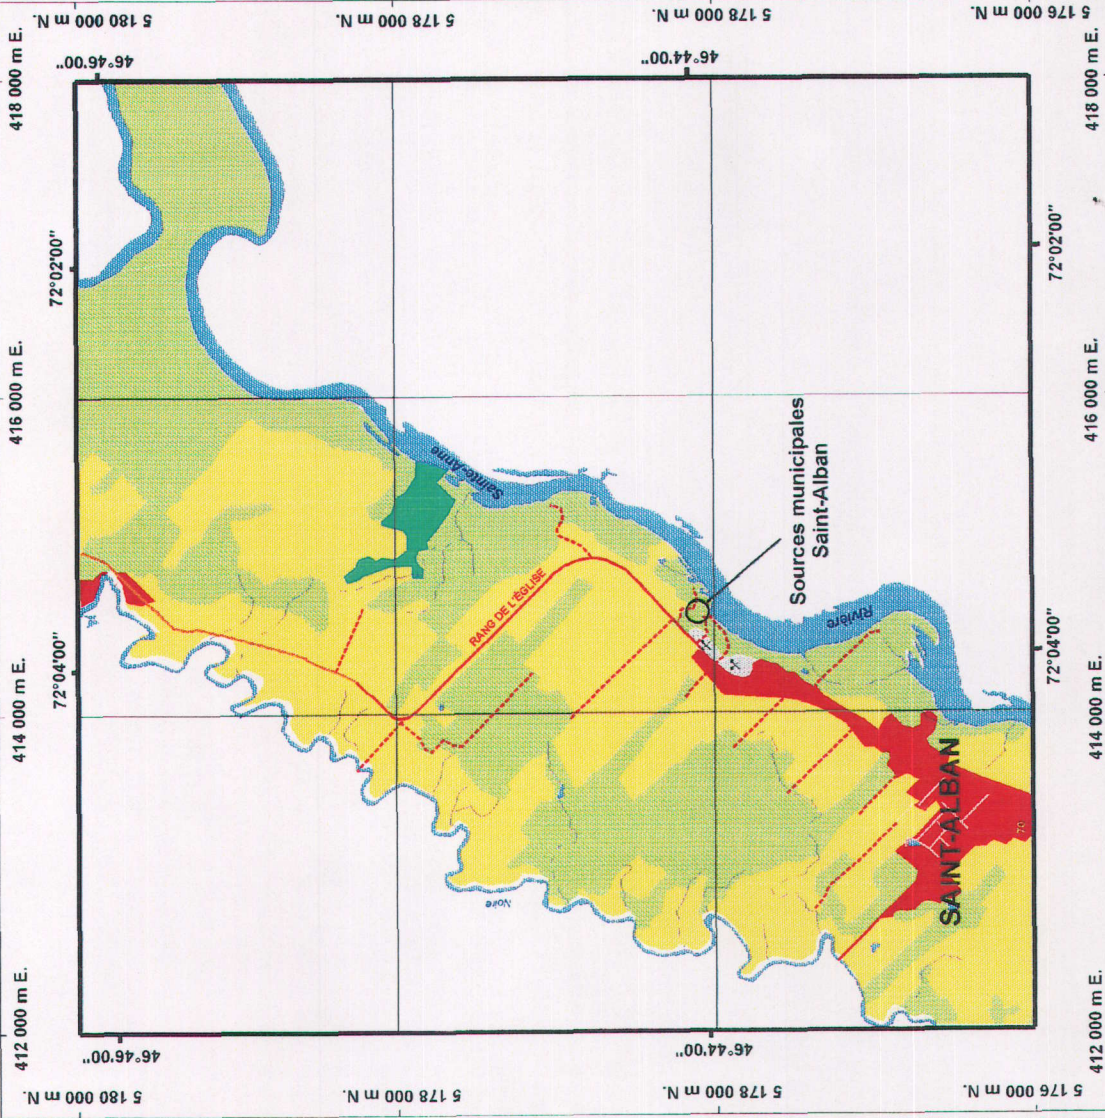 5 180 000 m N.
5 178 000 m N.
5 178 000 m N.
5 176 000 m N.
418 000 m E.
46°46'00"
46°44'00"
418 000 m E.
72°02'00"
72°02'00"
416 000 m E.
416 000 m E.
Sainte-Anne
Sources municipales
Saint-Alban
RANG DE L'ÉGLISE
Rivière
72°04'00"
72°04'00"
414 000 m E.
414 000 m E.
SAINT-ALBAN
70
Noire
412 000 m E.
46°46'00"
46°44'00"
412 000 m E.
5 180 000 m N.
5 178 000 m N.
5 178 000 m N.
5 176 000 m N.